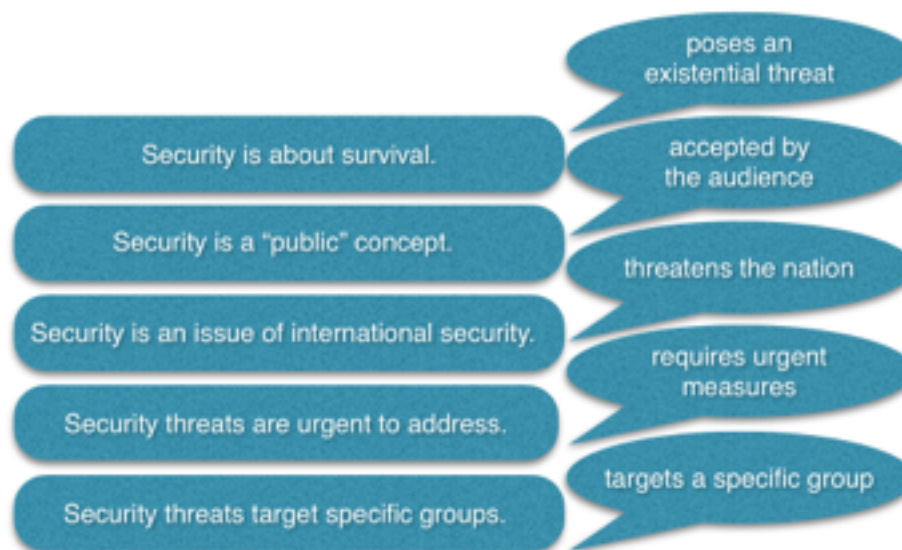 poses an
existential threat
Security is about survival.
accepted by
the audience
Security is a “public” concept.
threatens the nation
Security is an issue of international security.
requires urgent
measures
Security threats are urgent to address.
targets a specific group
Security threats target specific groups.